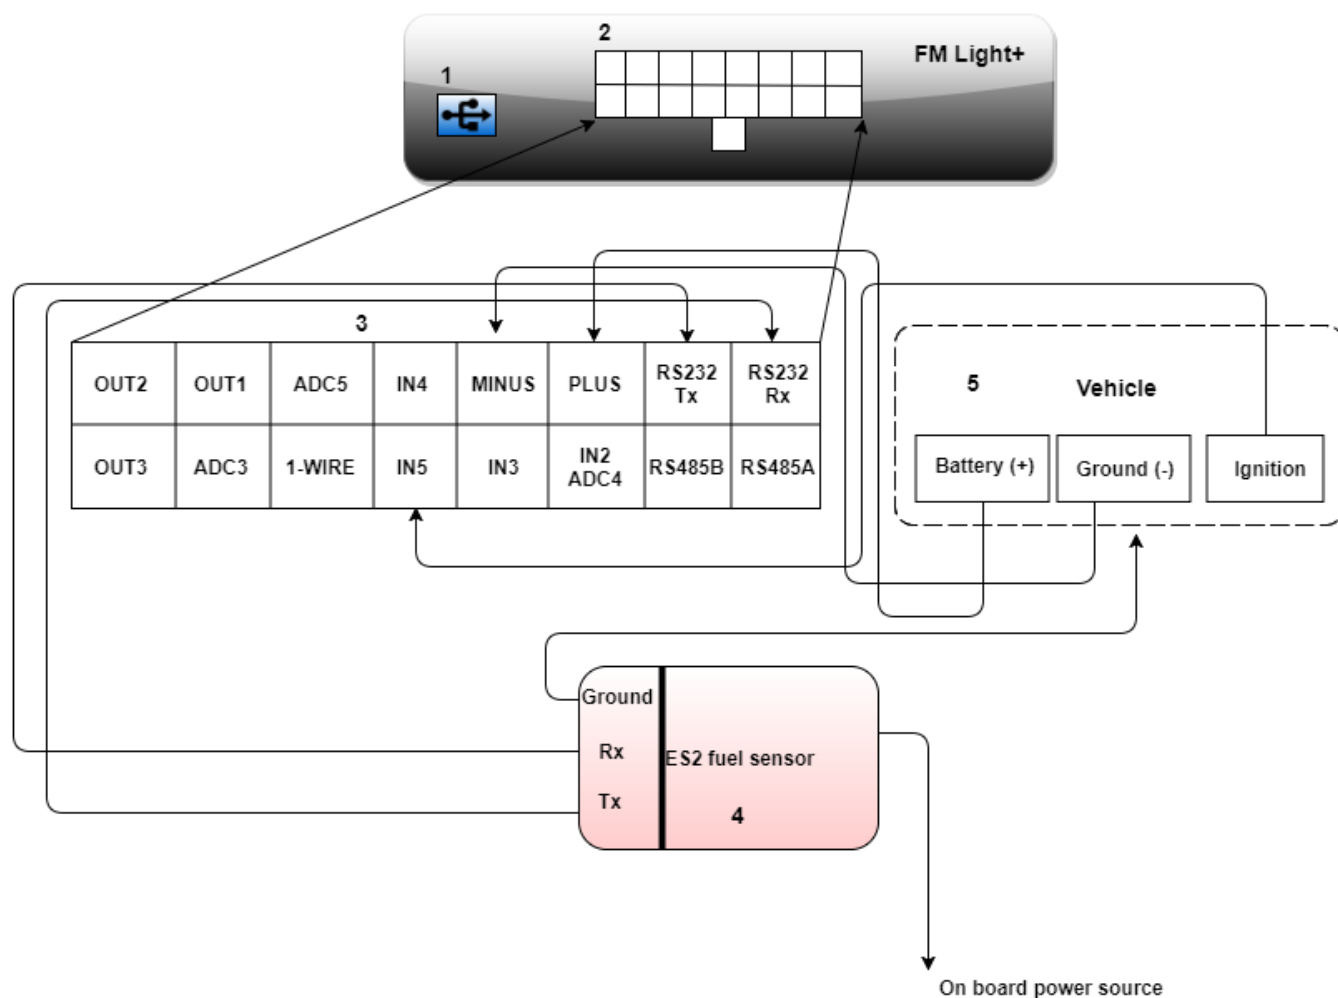 2
FM Light+
1
3
OUT2 OUT1 ADC5 IN4 MINUS PLUS RS232 Tx RS232 Rx
OUT3 ADC3 1-WIRE IN5 IN3 IN2 ADC4 RS485B RS485A
5 Vehicle
Battery (+) Ground (-) Ignition
Ground
Rx
ES2 fuel sensor
Tx
4
On board power source